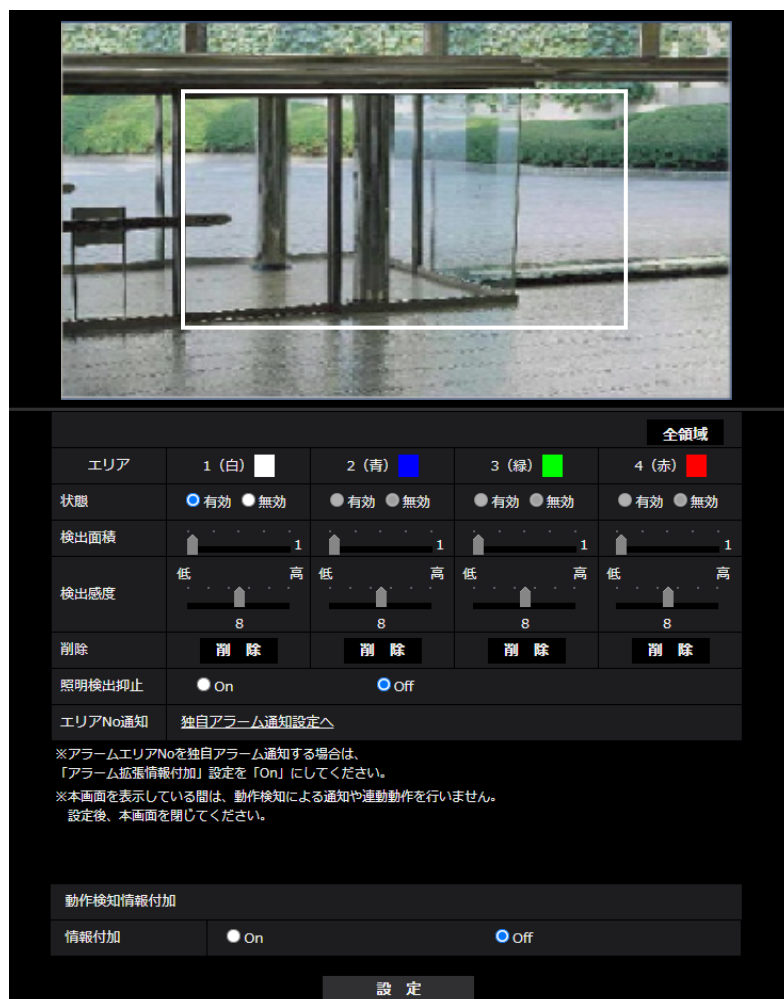 全領域
エリア 1（白） 2（青） 3（緑） 4（赤）
状態 有効 無効 有効 無効 有効 無効 有効 無効
検出面積 1 1 1 1
低 高 低 高 低 高 低 高
検出感度
8 8 8 8
削除 削 除 削 除 削 除 削 除
照明検出抑止 On Off
エリアNo通知 独自アラーム通知設定へ
※アラームエリアNoを独自アラーム通知する場合は、
「アラーム拡張情報付加」設定を「On」にしてください。
※本画面を表示している間は、動作検知による通知や連動動作を行いません。
設定後、本画面を閉じてください。
動作検知情報付加
情報付加 On Off
設 定